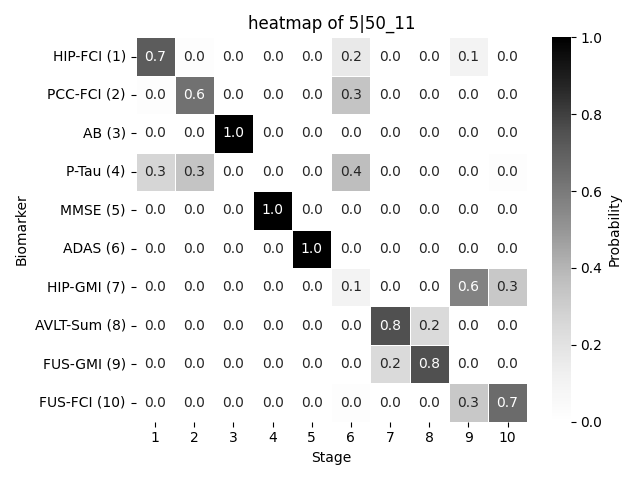 heatmap of 5|50_11
HIP-FCI (1) 0.7 0.0 0.0 0.0 0.0 0.2 0.0 0.0 0.1 0.0
PCC-FCI (2) 0.0 0.6 0.0 0.0 0.0 0.3 0.0 0.0 0.0 0.0
AB (3) 0.0 0.0 1.0 0.0 0.0 0.0 0.0 0.0 0.0 0.0
P-Tau (4) 0.3 0.3 0.0 0.0 0.0 0.4 0.0 0.0 0.0 0.0
MMSE (5) 0.0 0.0 0.0 1.0 0.0 0.0 0.0 0.0 0.0 0.0
ADAS (6) 0.0 0.0 0.0 0.0 1.0 0.0 0.0 0.0 0.0 0.0
HIP-GMI (7) 0.0 0.0 0.0 0.0 0.0 0.1 0.0 0.0 0.6 0.3
AVLT-Sum (8) 0.0 0.0 0.0 0.0 0.0 0.0 0.8 0.2 0.0 0.0
FUS-GMI (9) 0.0 0.0 0.0 0.0 0.0 0.0 0.2 0.8 0.0 0.0
FUS-FCI (10) 0.0 0.0 0.0 0.0 0.0 0.0 0.0 0.0 0.3 0.7
1 2 3 4 5 6 7 8 9 10
Stage
Biomarker
1.0
0.8
0.6
0.4
0.2
0.0
Probability